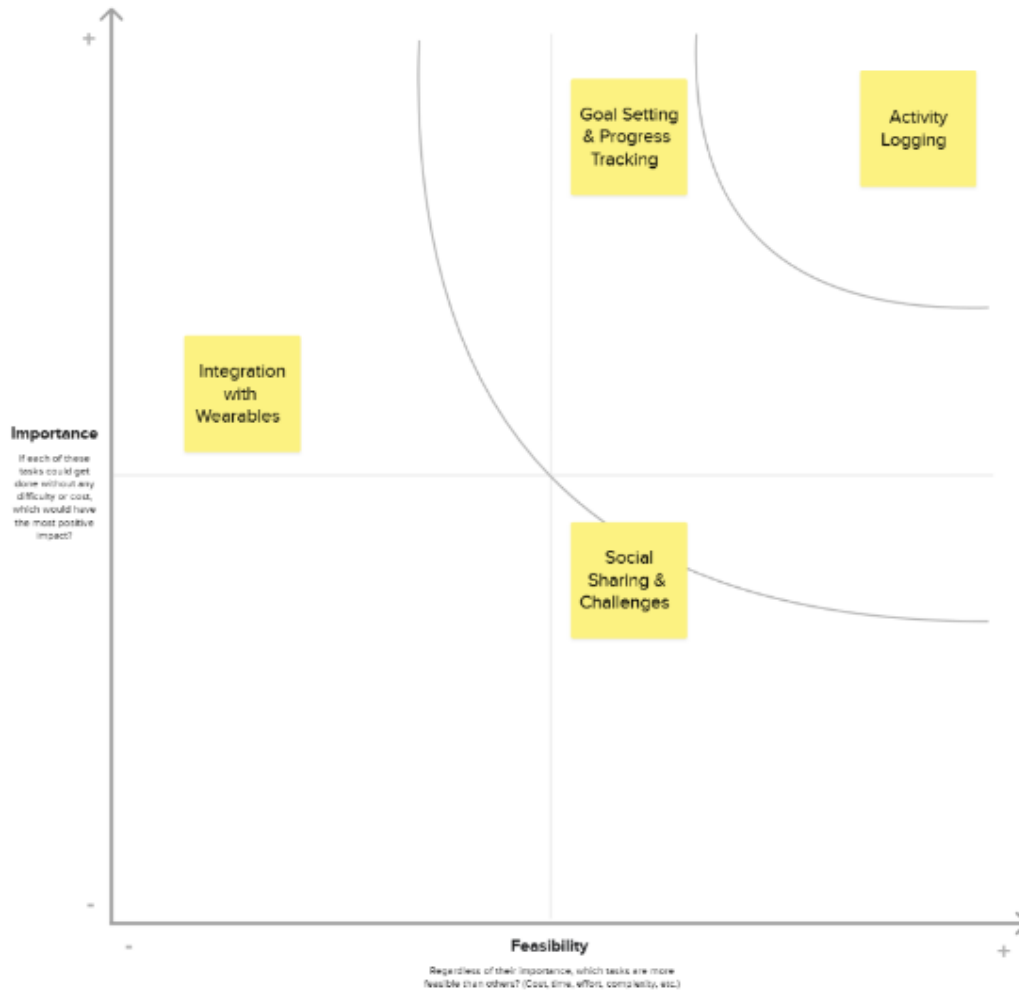 +
Goal Setting
& Progress
Tracking
Activity
Logging
Integration
with
Wearables
Importance
If each of these
tasks could get
done without any
difficulty or cost,
which would have
the most positive
impact?
Social
Sharing &
Challenges
-
-
Feasibility
+
Regardless of their importance, which tasks are more
feasible than others? (Cost, time, effort, complexity, etc.)